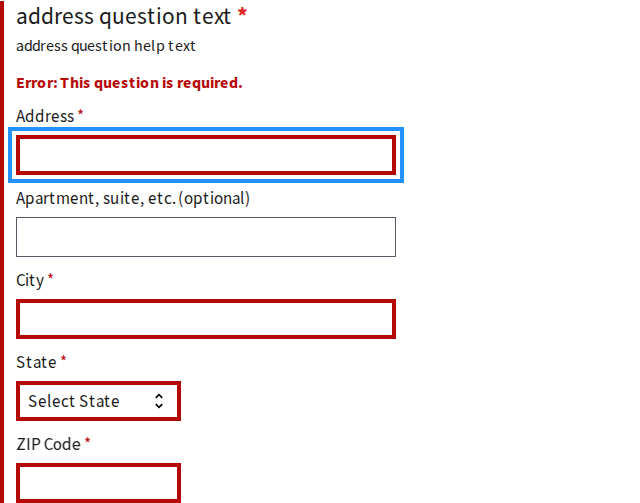 address question text *
address question help text
Error: This question is required.
Address *
Apartment, suite, etc. (optional)
City *
State *
Select State
ZIP Code *